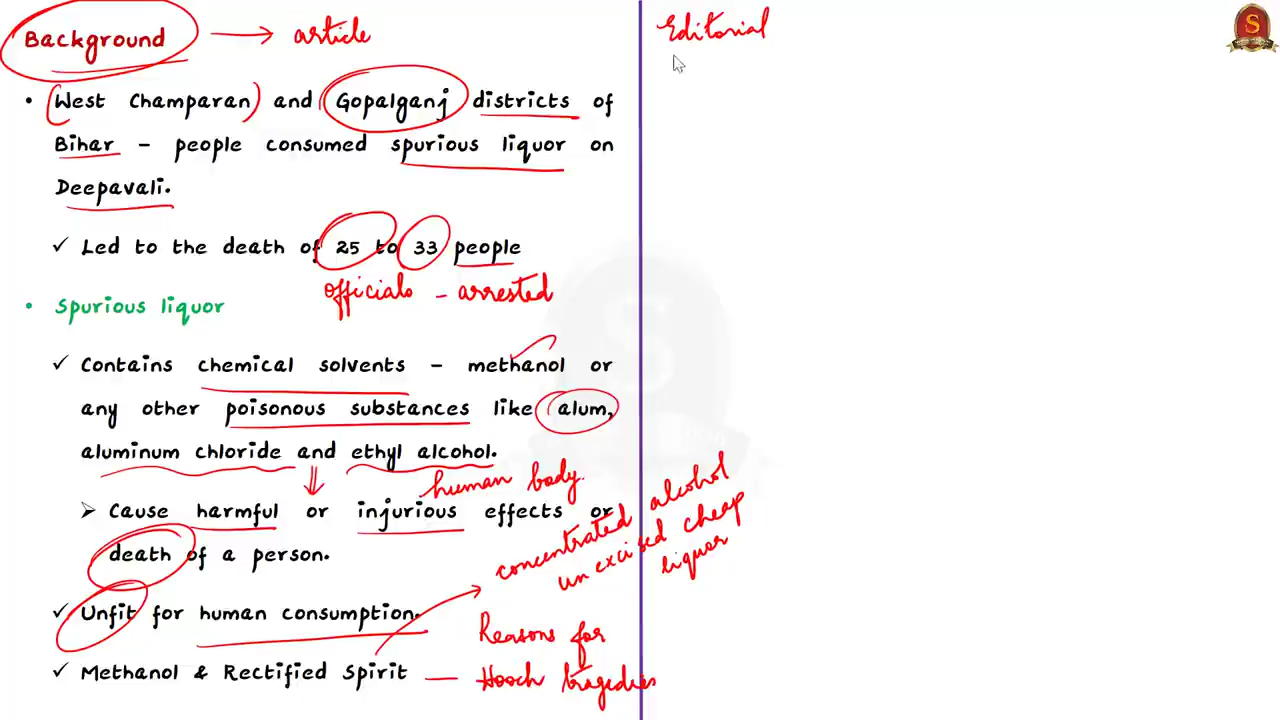 Background → article
• (West Champaran) and Gopalganj districts of
Bihar - people consumed spurious liquor on
Deepavali.
✓ Led to the death of 25 to 33 people
officials - arrested
• Spurious liquor
✓ Contains chemical solvents - methanol or
any other poisonous substances like alum,
aluminum chloride and ethyl alcohol.
human body.
➢ Cause harmful or injurious effects or
death of a person.
✓ Unfit for human consumption.
✓ Methanol & Rectified Spirit —
Reasons for
Hooch tragedies
concentrated alcohol
unexcised cheap
liquor
Editorial
S